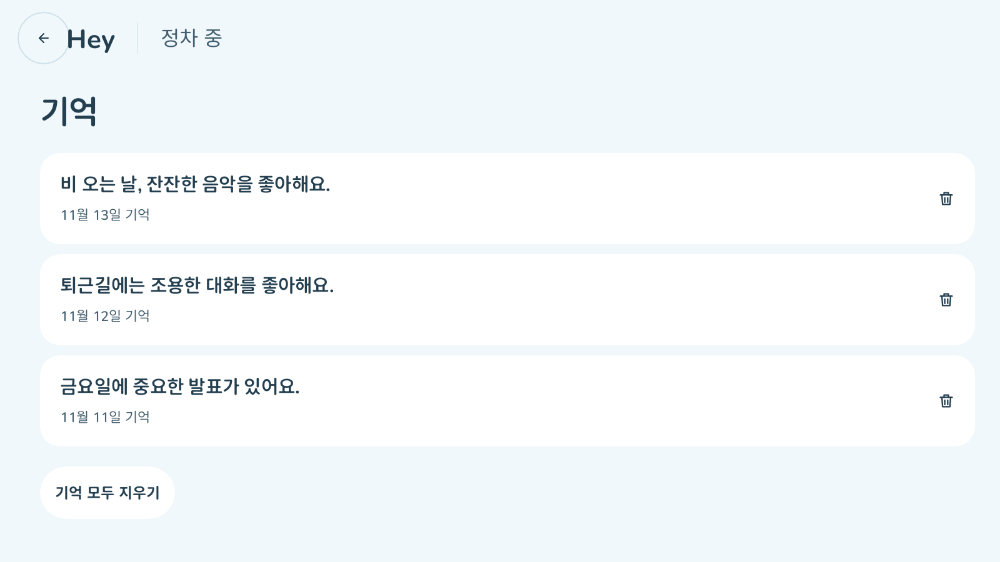 Hey
정차 중
기억
비 오는 날, 잔잔한 음악을 좋아해요.
11월 13일 기억
퇴근길에는 조용한 대화를 좋아해요.
11월 12일 기억
금요일에 중요한 발표가 있어요.
11월 11일 기억
기억 모두 지우기